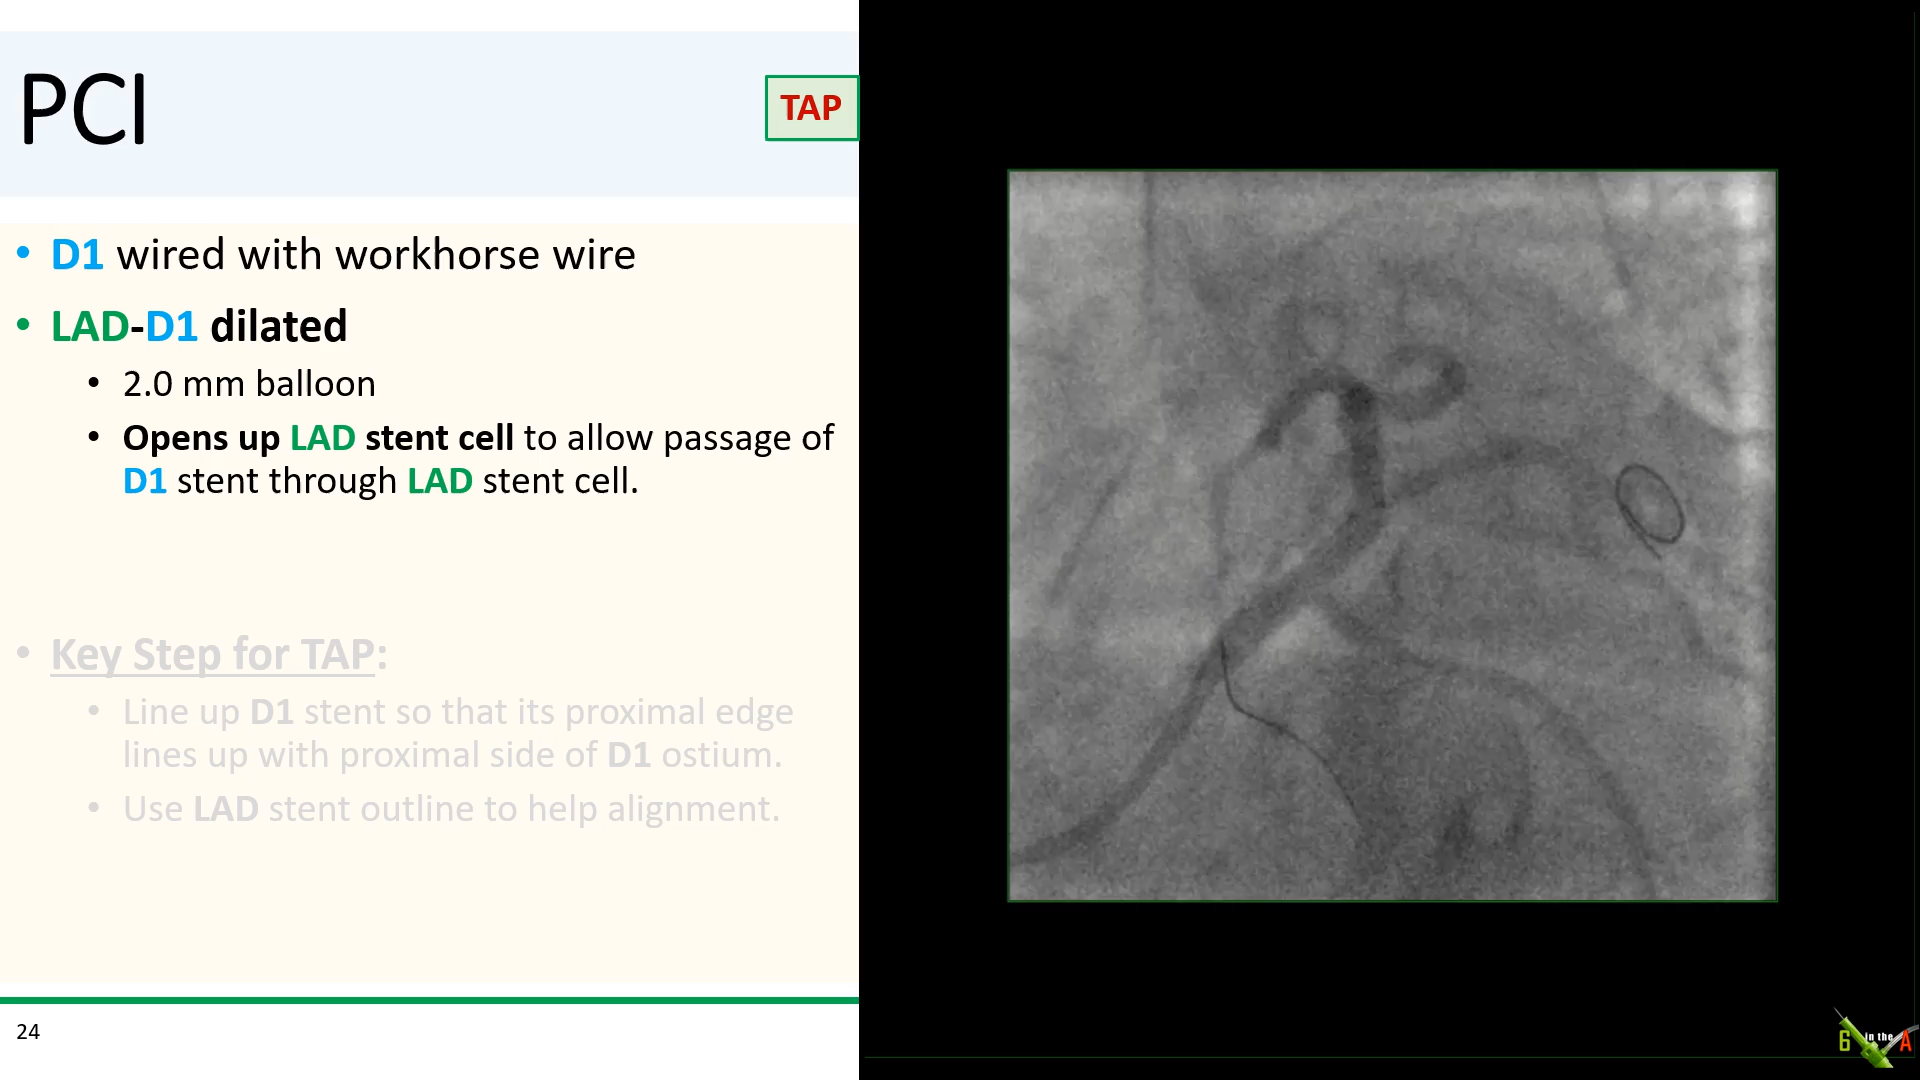 PCI
TAP
• D1 wired with workhorse wire
• LAD-D1 dilated
• 2.0 mm balloon
• Opens up LAD stent cell to allow passage of
D1 stent through LAD stent cell.
• Key Step for TAP:
• Line up D1 stent so that its proximal edge
lines up with proximal side of D1 ostium.
• Use LAD stent outline to help alignment.
24
6 in the A